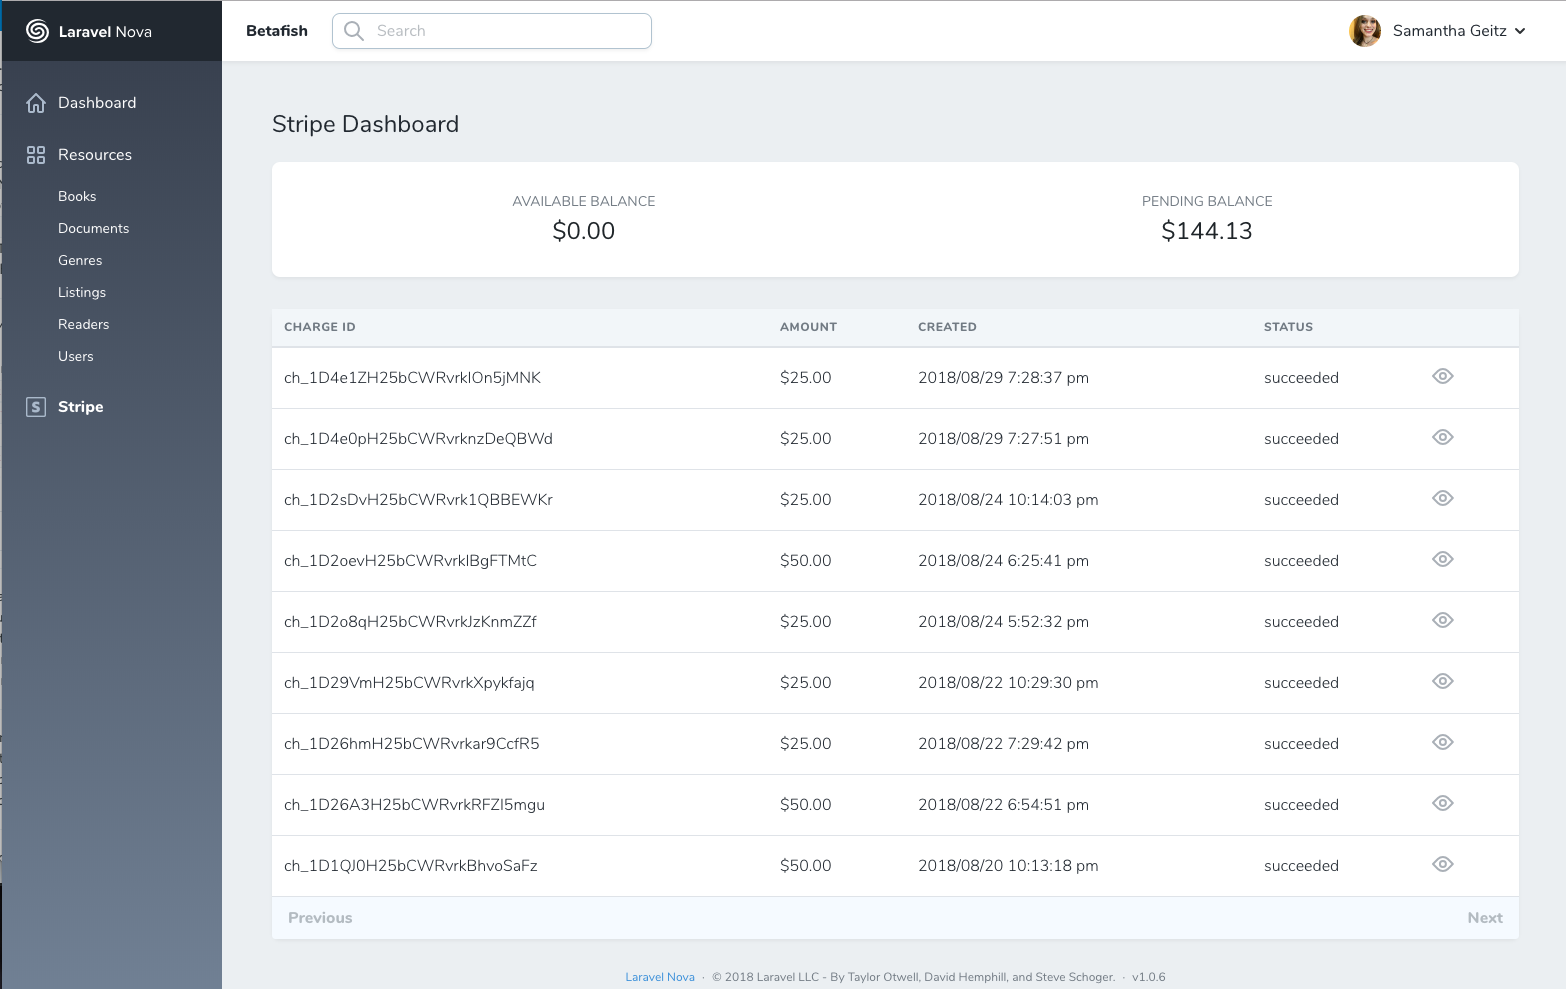 Laravel Nova
Betafish
Search
Samantha Geitz
Dashboard
Resources
Books
Documents
Genres
Listings
Readers
Users
S
Stripe
Stripe Dashboard
AVAILABLE BALANCE PENDING BALANCE
$0.00 $144.13
CHARGE ID AMOUNT CREATED STATUS
ch_1D4e1ZH25bCWRvrklOn5jMNK $25.00 2018/08/29 7:28:37 pm succeeded
ch_1D4e0pH25bCWRvrknzDeQBWd $25.00 2018/08/29 7:27:51 pm succeeded
ch_1D2sDvH25bCWRvrk1QBBEWKr $25.00 2018/08/24 10:14:03 pm succeeded
ch_1D2oevH25bCWRvrklBgFTMtC $50.00 2018/08/24 6:25:41 pm succeeded
ch_1D2o8qH25bCWRvrkJzKnmZZf $25.00 2018/08/24 5:52:32 pm succeeded
ch_1D29VmH25bCWRvrkXpykfajq $25.00 2018/08/22 10:29:30 pm succeeded
ch_1D26hmH25bCWRvrkar9CcfR5 $25.00 2018/08/22 7:29:42 pm succeeded
ch_1D26A3H25bCWRvrkRFZI5mgu $50.00 2018/08/22 6:54:51 pm succeeded
ch_1D1QJ0H25bCWRvrkBhvoSaFz $50.00 2018/08/20 10:13:18 pm succeeded
Previous Next
Laravel Nova · © 2018 Laravel LLC - By Taylor Otwell, David Hemphill, and Steve Schoger. · v1.0.6